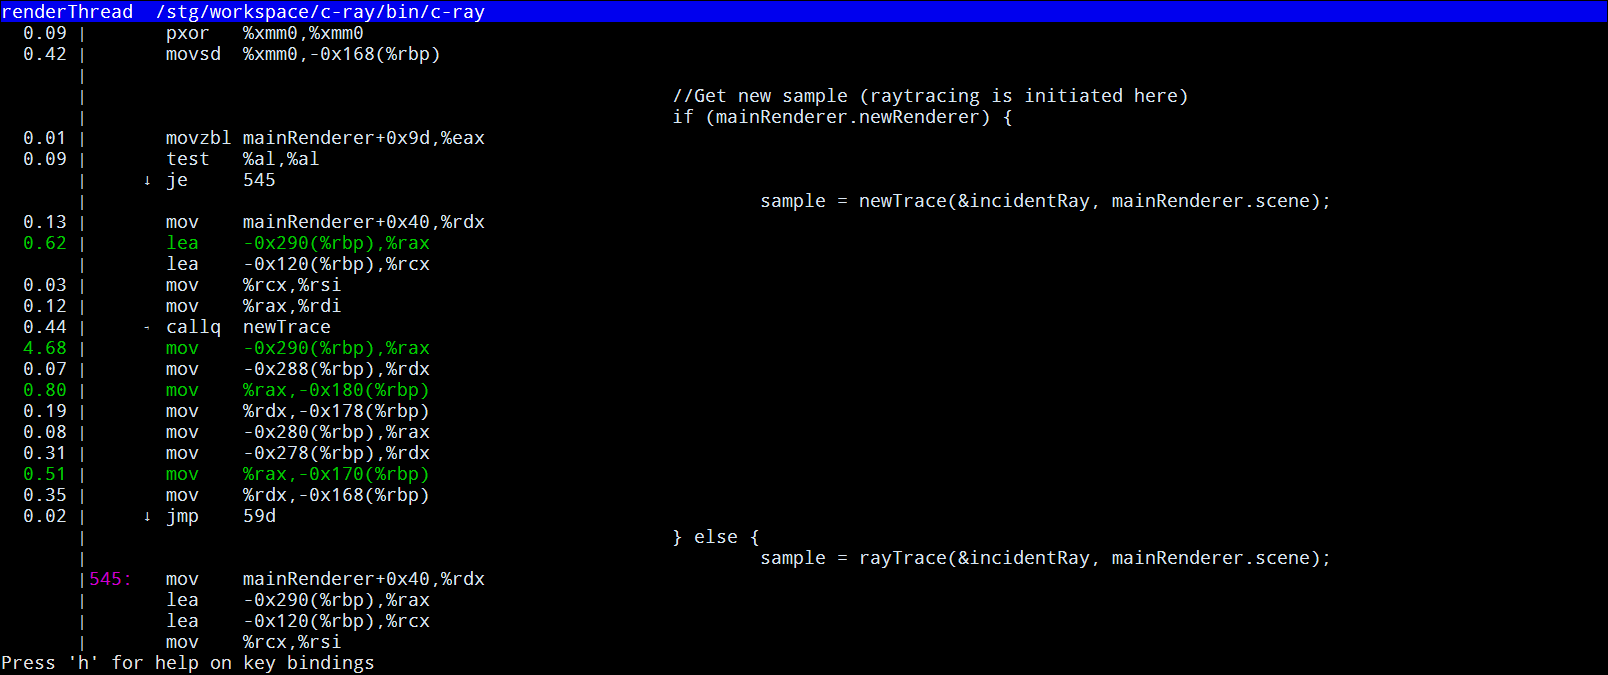 renderThread  /stg/workspace/c-ray/bin/c-ray
  0.09 │       pxor   %xmm0,%xmm0
  0.42 │       movsd  %xmm0,-0x168(%rbp)
       │
       │                                                     //Get new sample (raytracing is initiated here)
       │                                                     if (mainRenderer.newRenderer) {
  0.01 │       movzbl mainRenderer+0x9d,%eax
  0.09 │       test   %al,%al
       │     ↓ je     545
       │                                                             sample = newTrace(&incidentRay, mainRenderer.scene);
  0.13 │       mov    mainRenderer+0x40,%rdx
  0.62 │       lea    -0x290(%rbp),%rax
       │       lea    -0x120(%rbp),%rcx
  0.03 │       mov    %rcx,%rsi
  0.12 │       mov    %rax,%rdi
  0.44 │     → callq  newTrace
  4.68 │       mov    -0x290(%rbp),%rax
  0.07 │       mov    -0x288(%rbp),%rdx
  0.80 │       mov    %rax,-0x180(%rbp)
  0.19 │       mov    %rdx,-0x178(%rbp)
  0.08 │       mov    -0x280(%rbp),%rax
  0.31 │       mov    -0x278(%rbp),%rdx
  0.51 │       mov    %rax,-0x170(%rbp)
  0.35 │       mov    %rdx,-0x168(%rbp)
  0.02 │     ↓ jmp    59d
       │                                                     } else {
       │                                                             sample = rayTrace(&incidentRay, mainRenderer.scene);
       │545:   mov    mainRenderer+0x40,%rdx
       │       lea    -0x290(%rbp),%rax
       │       lea    -0x120(%rbp),%rcx
       │       mov    %rcx,%rsi
Press 'h' for help on key bindings